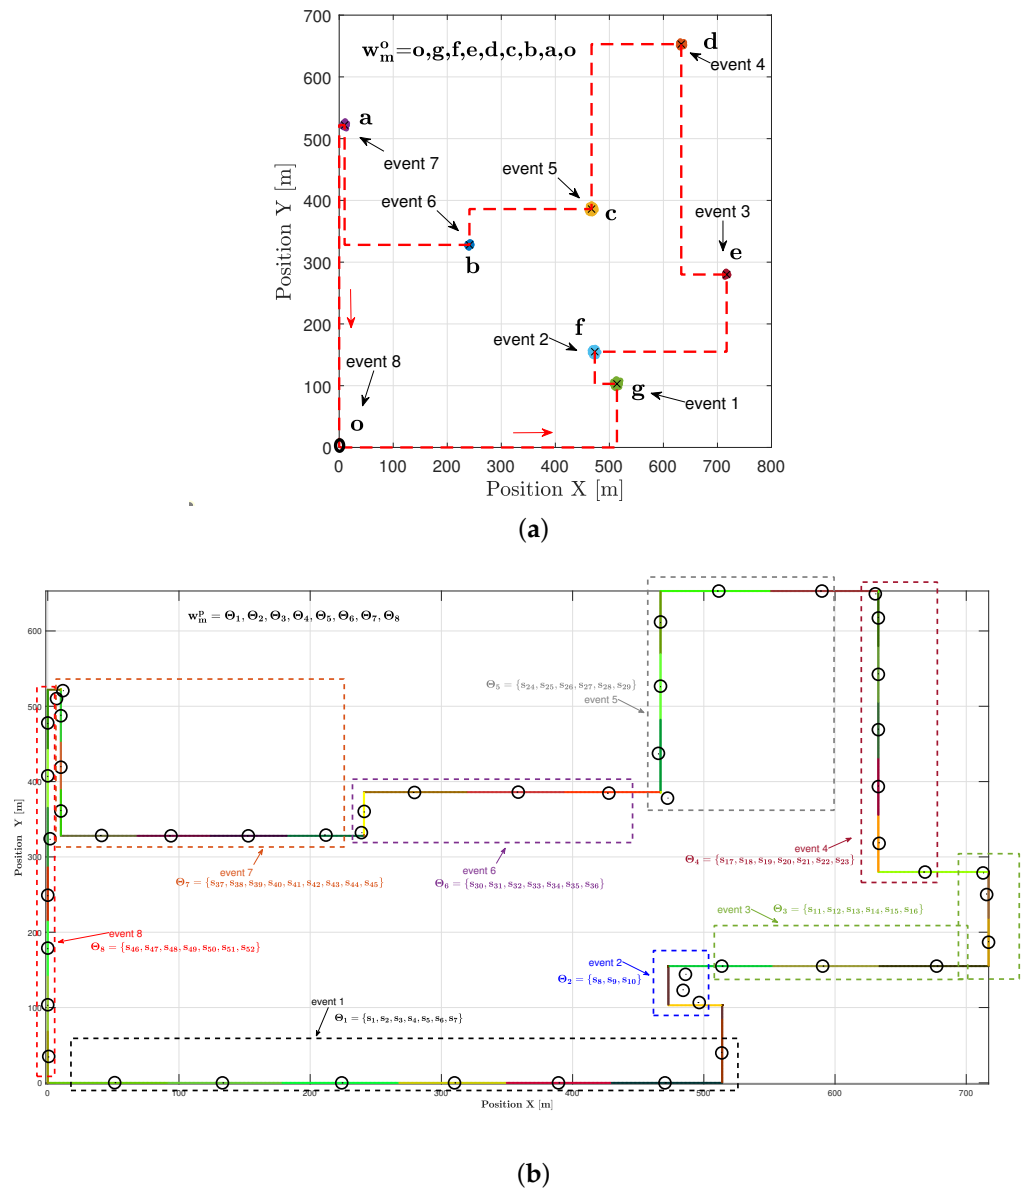 w_m^o=o,g,f,e,d,c,b,a,o
d
event 4
a
event 7
event 5
event 6
c
event 3
b
e
f
event 2
g
event 1
event 8
o
0 100 200 300 400 500 600 700
Position Y [m]
0 100 200 300 400 500 600 700 800
Position X [m]
(a)
w_m^p = Θ1, Θ2, Θ3, Θ4, Θ5, Θ6, Θ7, Θ8
Θ5 = {s24, s25, s26, s27, s28, s29}
event 5
event 4
Θ4 = {s17, s18, s19, s20, s21, s22, s23}
event 6
Θ6 = {s30, s31, s32, s33, s34, s35, s36}
event 7
Θ7 = {s37, s38, s39, s40, s41, s42, s43, s44, s45}
event 3
Θ3 = {s11, s12, s13, s14, s15, s16}
event 8
Θ8 = {s46, s47, s48, s49, s50, s51, s52}
event 2
Θ2 = {s8, s9, s10}
event 1
Θ1 = {s1, s2, s3, s4, s5, s6, s7}
0 100 200 300 400 500 600
Position Y [m]
0 100 200 300 400 500 600 700
Position X [m]
(b)